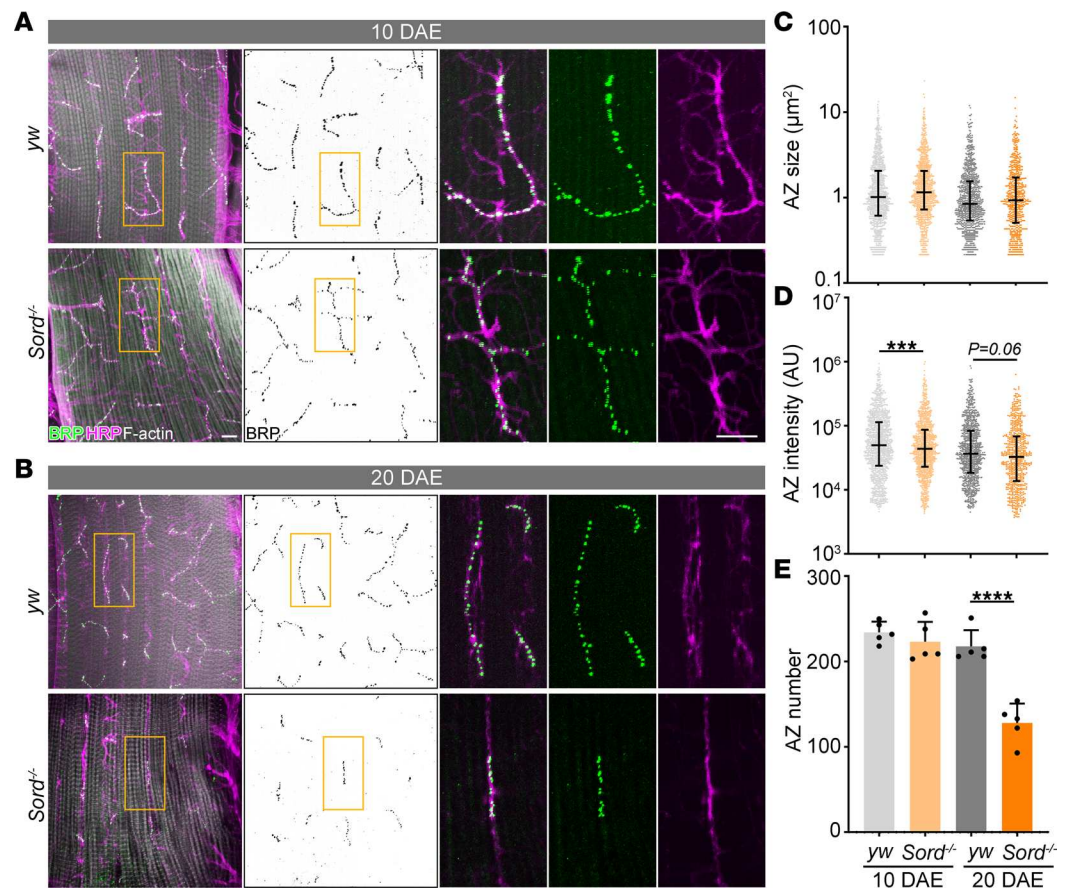 A
10 DAE
yw
Sord-/-
BRP HRP F-actin
BRP
B
20 DAE
yw
Sord-/-
C
AZ size (µm²)
100
10
1
0.1
D
AZ intensity (AU)
10⁷
10⁶
10⁵
10⁴
10³
***
P=0.06
E
AZ number
300
200
100
0
****
yw Sord-/- yw Sord-/-
10 DAE 20 DAE